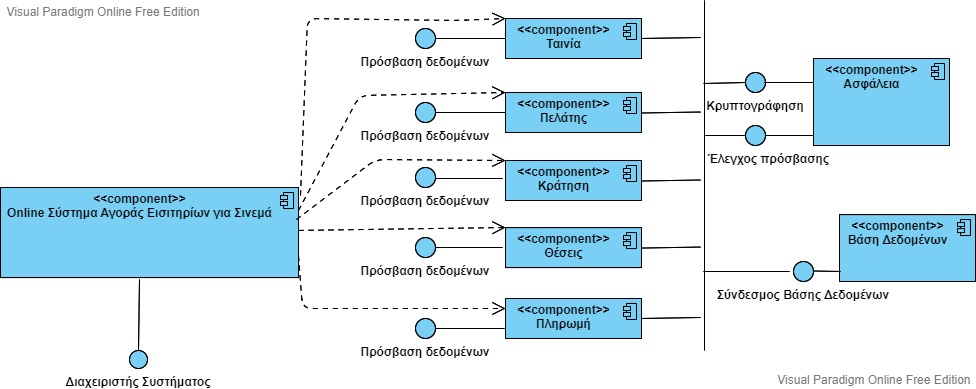 Visual Paradigm Online Free Edition
<<component>>
Ταινία
Πρόσβαση δεδομένων
<<component>>
Πελάτης
Πρόσβαση δεδομένων
<<component>>
Κράτηση
Πρόσβαση δεδομένων
<<component>>
Θέσεις
Πρόσβαση δεδομένων
<<component>>
Πληρωμή
Πρόσβαση δεδομένων
<<component>>
Online Σύστημα Αγοράς Εισιτηρίων για Σινεμά
Διαχειριστής Συστήματος
<<component>>
Ασφάλεια
Κρυπτογράφηση
Έλεγχος πρόσβασης
<<component>>
Βάση Δεδομένων
Σύνδεσμος Βάσης Δεδομένων
Visual Paradigm Online Free Edition